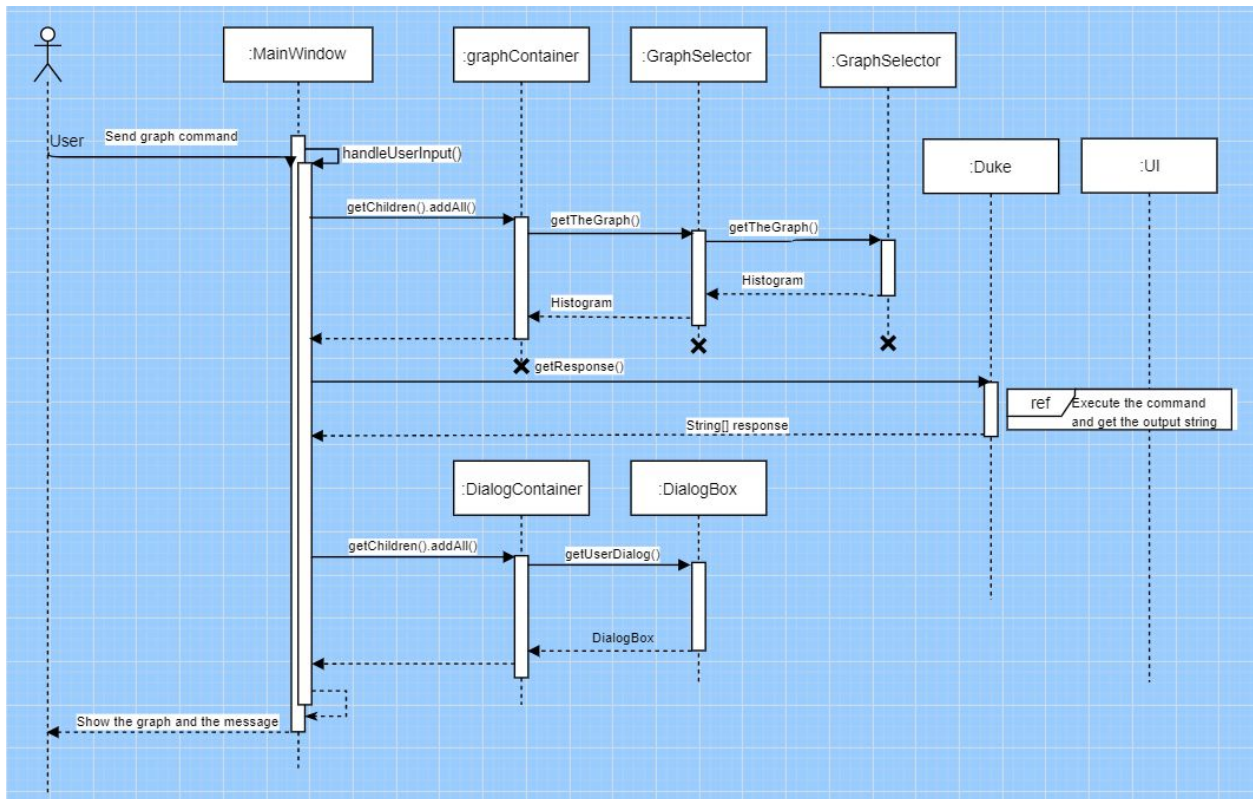 :MainWindow
:graphContainer
:GraphSelector
:GraphSelector
User
Send graph command
handleUserInput()
:Duke
:UI
getChildren().addAll()
getTheGraph()
getTheGraph()
Histogram
Histogram
getResponse()
ref
Execute the command
and get the output string
String[] response
:DialogContainer
:DialogBox
getChildren().addAll()
getUserDialog()
DialogBox
Show the graph and the message